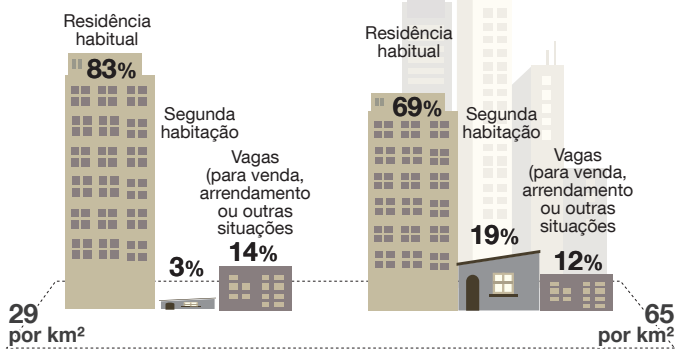 Residência
habitual
83%
Segunda
habitação
3%
Vagas
(para venda,
arrendamento
ou outras
situações
14%
29
por km²
Residência
habitual
69%
Segunda
habitação
19%
Vagas
(para venda,
arrendamento
ou outras
situações
12%
65
por km²